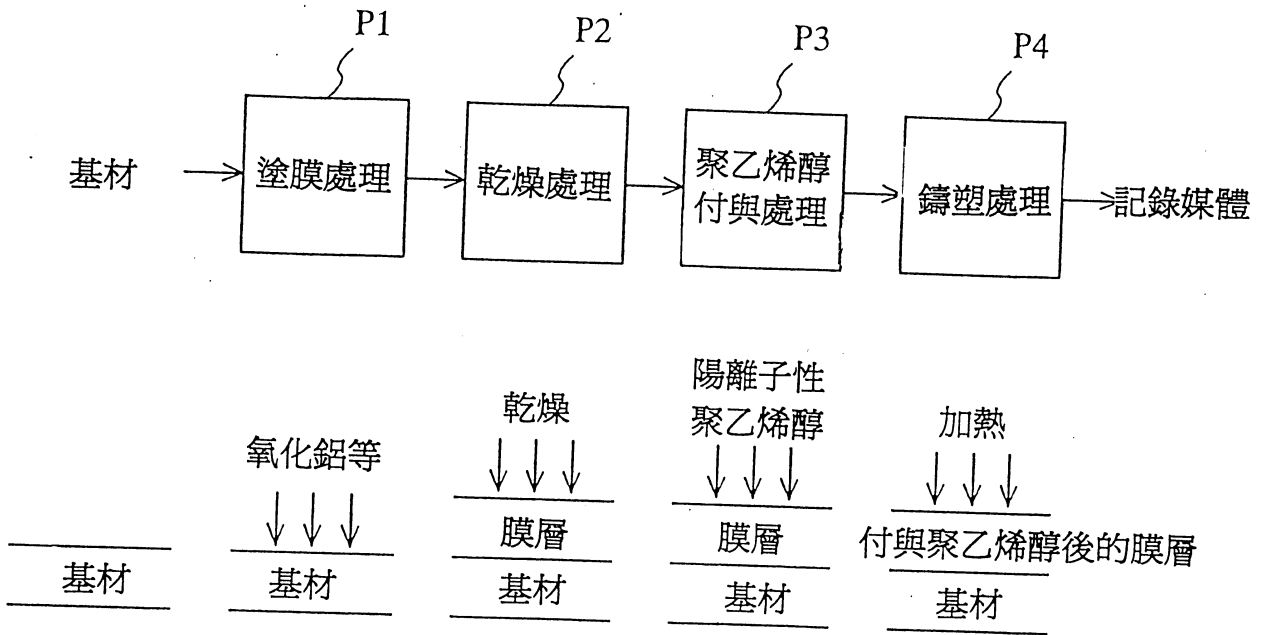 P1
P2
P3
P4
基材
塗膜處理
乾燥處理
聚乙烯醇
付與處理
鑄塑處理
記錄媒體
基材
氧化鋁等
基材
乾燥
膜層
基材
陽離子性
聚乙烯醇
膜層
基材
加熱
付與聚乙烯醇後的膜層
基材